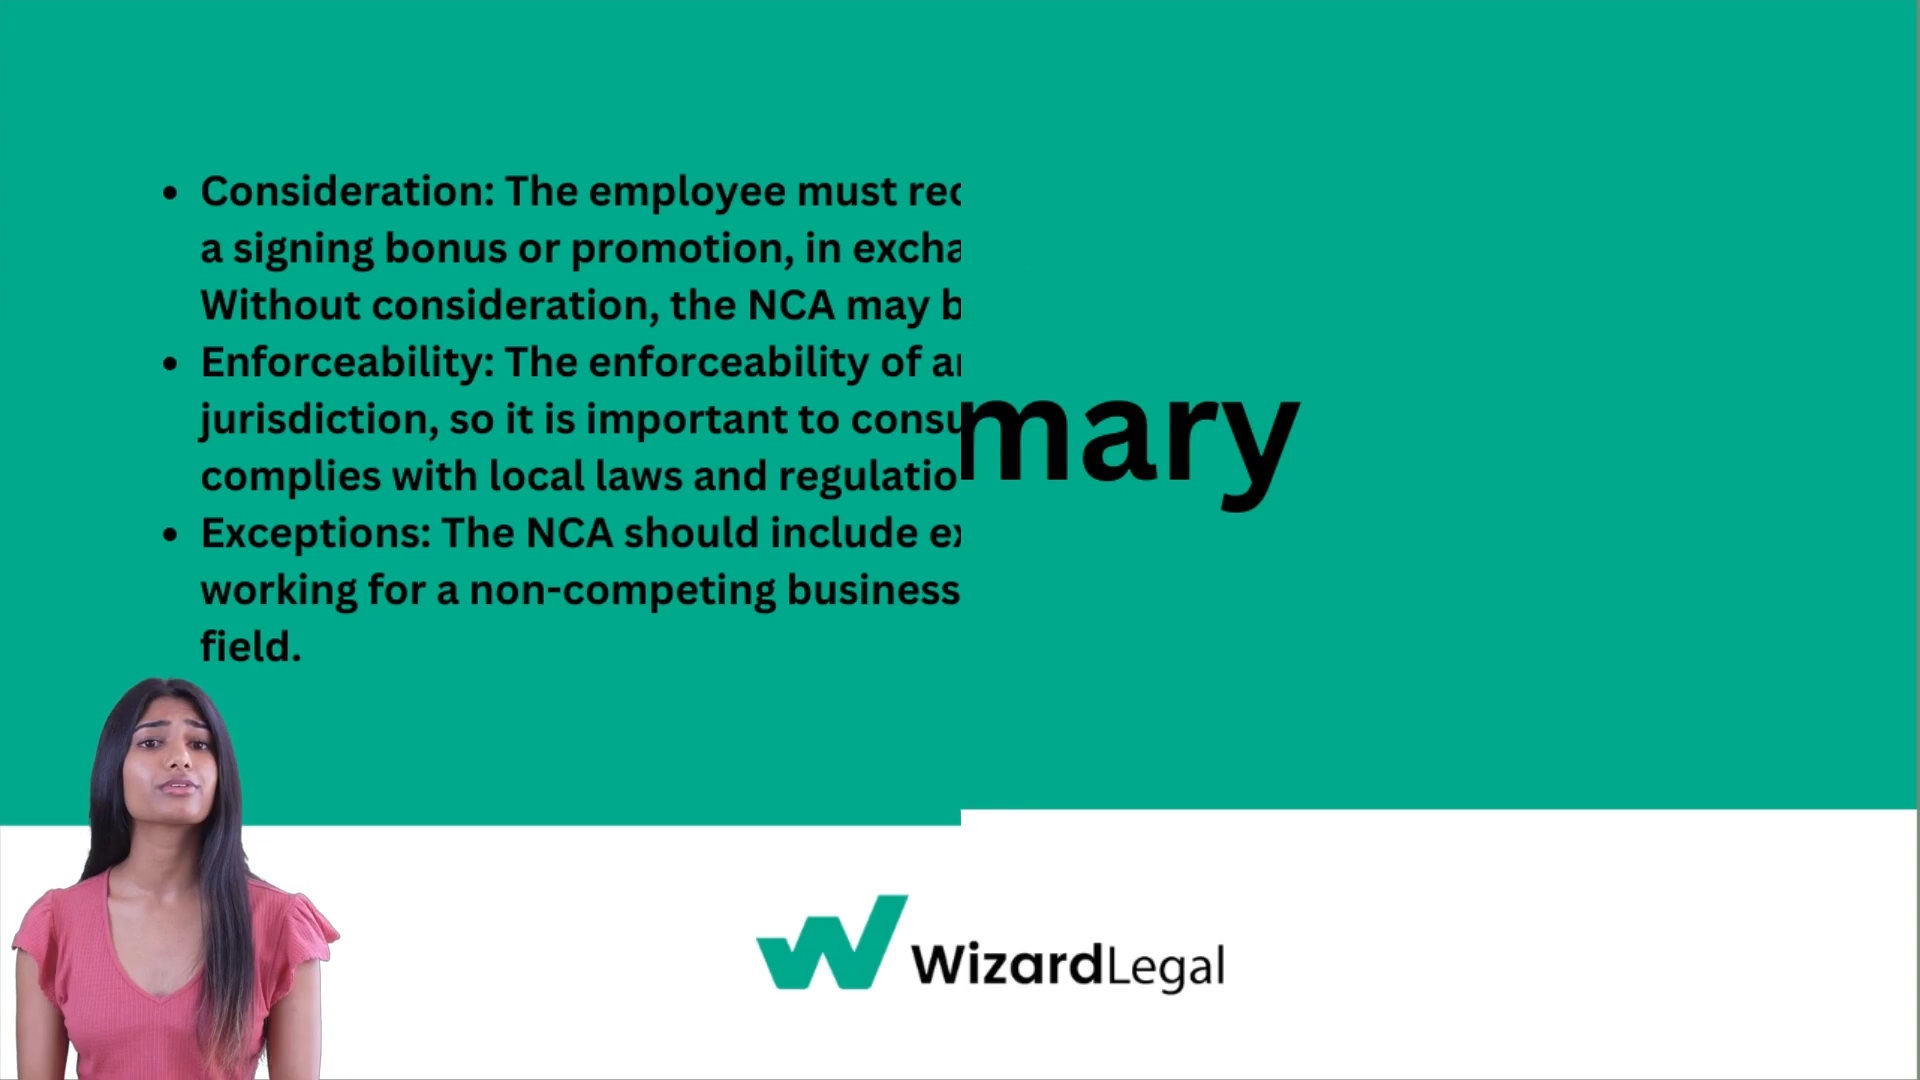 • Consideration: The employee must rec
a signing bonus or promotion, in excha
Without consideration, the NCA may b
• Enforceability: The enforceability of a
jurisdiction, so it is important to consu
complies with local laws and regulatio
• Exceptions: The NCA should include ex
working for a non-competing business
field.
mary
WizardLegal